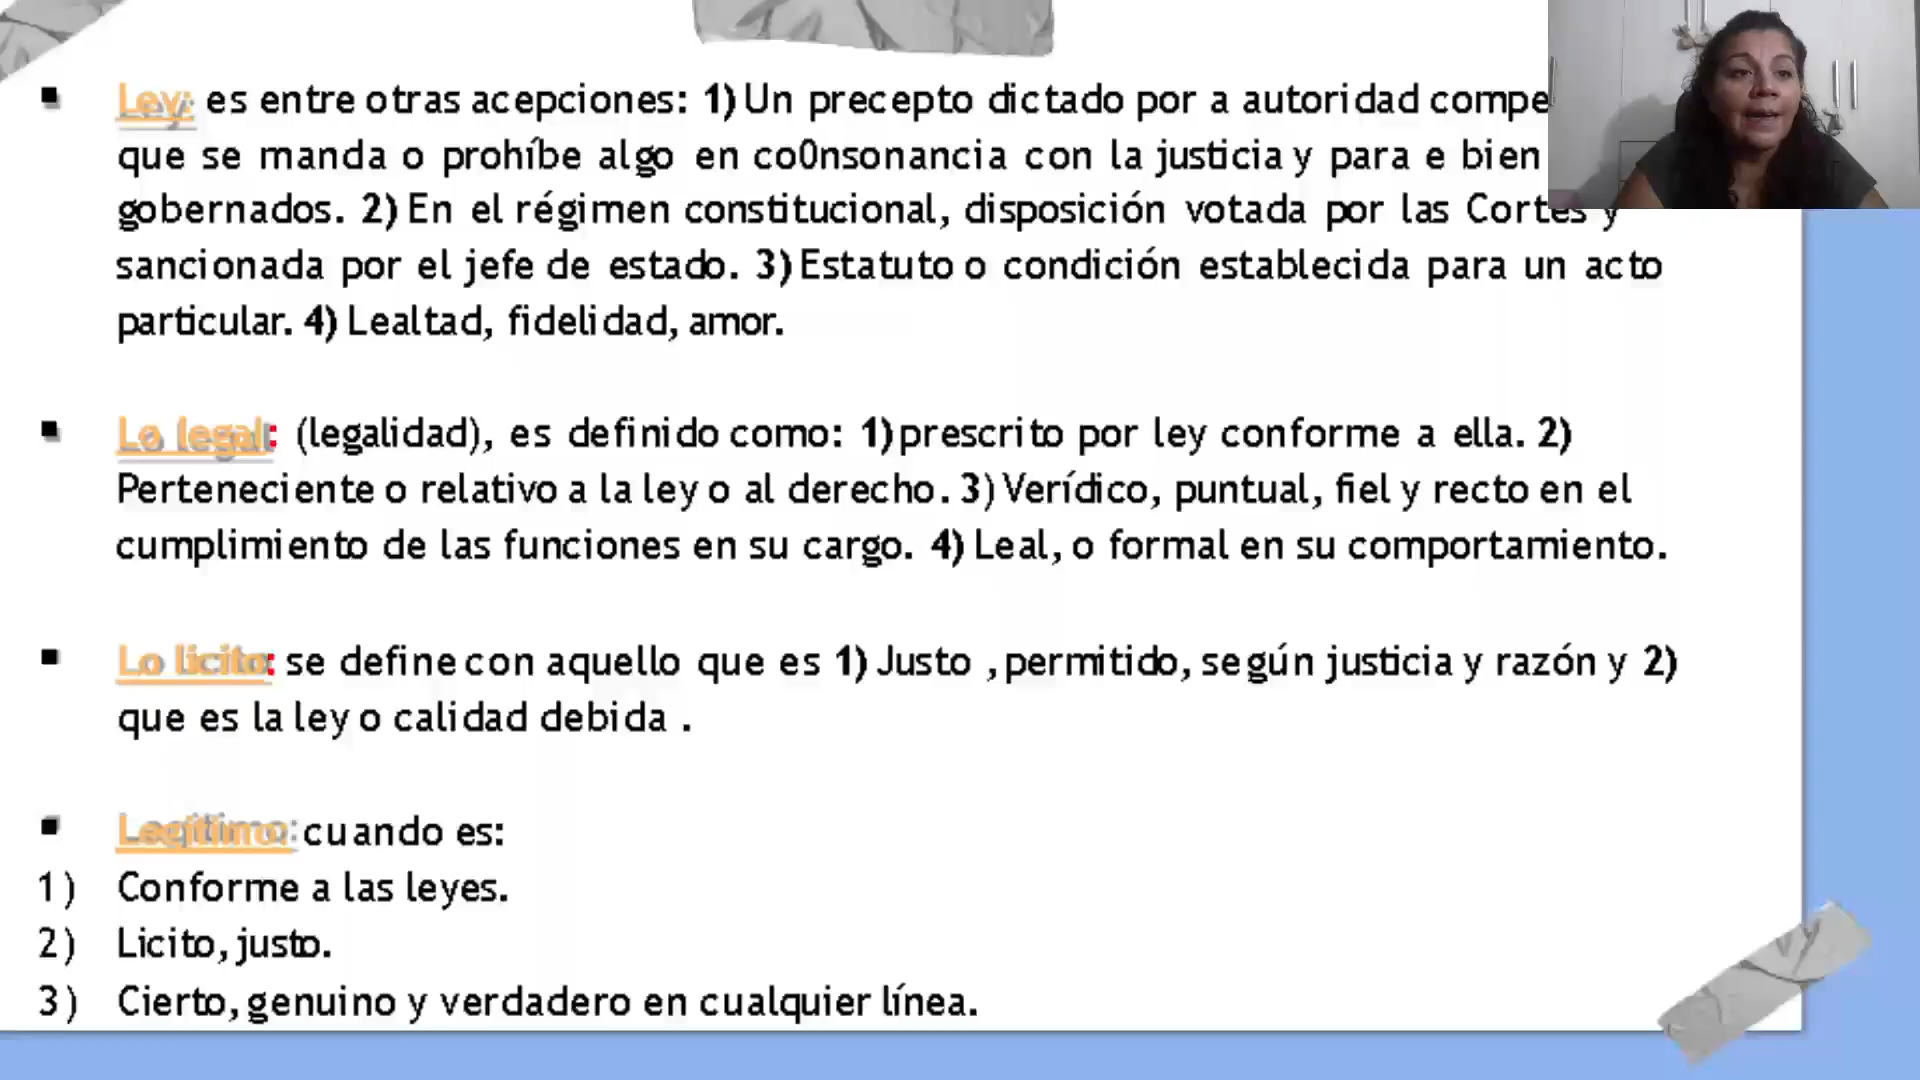 Ley: es entre otras acepciones: 1) Un precepto dictado por a autoridad
que se manda o prohíbe algo en co0nsonancia con la justicia y para e bien
gobernados. 2) En el régimen constitucional, disposición votada por las Cortes y
sancionada por el jefe de estado. 3) Estatuto o condición establecida para un acto
particular. 4) Lealtad, fidelidad, amor.
Lo legal: (legalidad), es definido como: 1) prescrito por ley conforme a ella. 2)
Perteneciente o relativo a la ley o al derecho. 3) Verídico, puntual, fiel y recto en el
cumplimiento de las funciones en su cargo. 4) Leal, o formal en su comportamiento.
Lo licito: se define con aquello que es 1) Justo , permitido, según justicia y razón y 2)
que es la ley o calidad debida .
Legitimo: cuando es:
1) Conforme a las leyes.
2) Licito, justo.
3) Cierto, genuino y verdadero en cualquier línea.